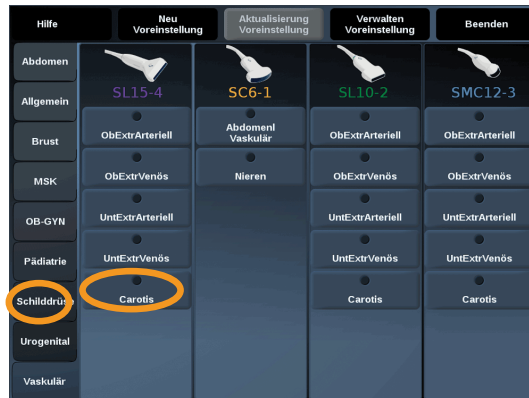 Hilfe
Neu
Voreinstellung
Aktualisierung
Voreinstellung
Verwalten
Voreinstellung
Beenden
Abdomen
Allgemein
Brust
MSK
OB-GYN
Pädiatrie
Schilddrüse
Urogenital
Vaskulär
SL15-4
ObExtrArteriell
ObExtrVenös
UntExtrArteriell
UntExtrVenös
Carotis
SC6-1
Abdomenl
Vaskulär
Nieren
SL10-2
ObExtrArteriell
ObExtrVenös
UntExtrArteriell
UntExtrVenös
Carotis
SMC12-3
ObExtrArteriell
ObExtrVenös
UntExtrArteriell
UntExtrVenös
Carotis